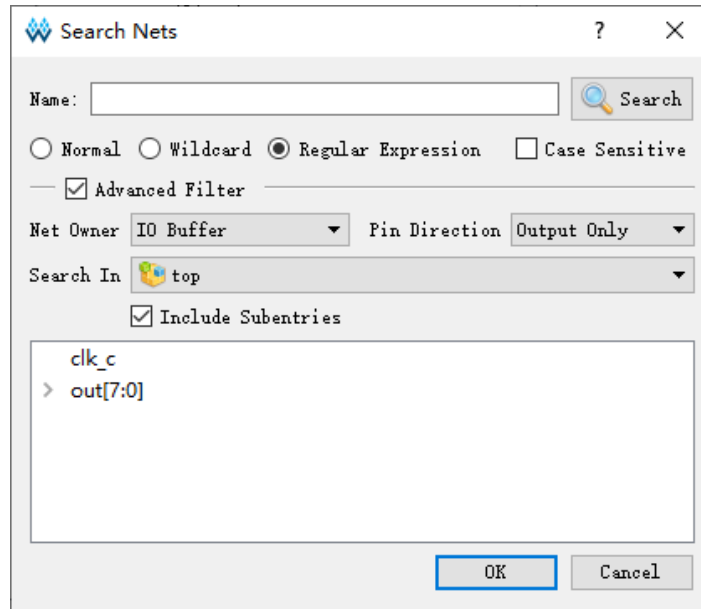 Search Nets ?
Name: Search
Normal Wildcard Regular Expression Case Sensitive
Advanced Filter
Net Owner IO Buffer Pin Direction Output Only
Search In top
Include Subentries
clk_c
out[7:0]
OK Cancel